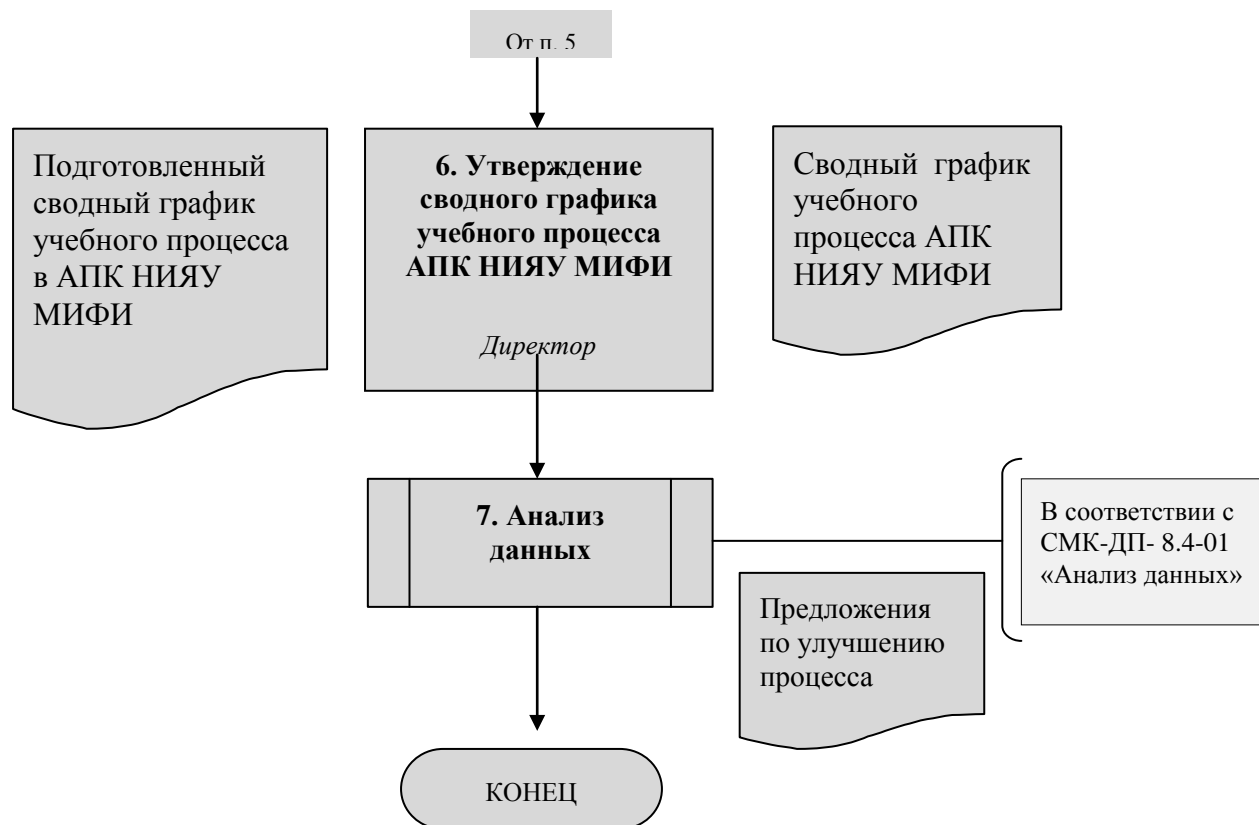 От п. 5
Подготовленный
сводный график
учебного процесса
в АПК НИЯУ
МИФИ
6. Утверждение
сводного графика
учебного процесса
АПК НИЯУ МИФИ
Директор
Сводный график
учебного
процесса АПК
НИЯУ МИФИ
7. Анализ
данных
В соответствии с
СМК-ДП- 8.4-01
«Анализ данных»
Предложения
по улучшению
процесса
КОНЕЦ